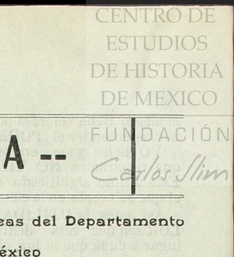 CENTRO DE
ESTUDIOS
DE HISTORIA
DE MEXICO
FUNDACIÓN
Carlos Slim
A --
eas del Departamento
éxico